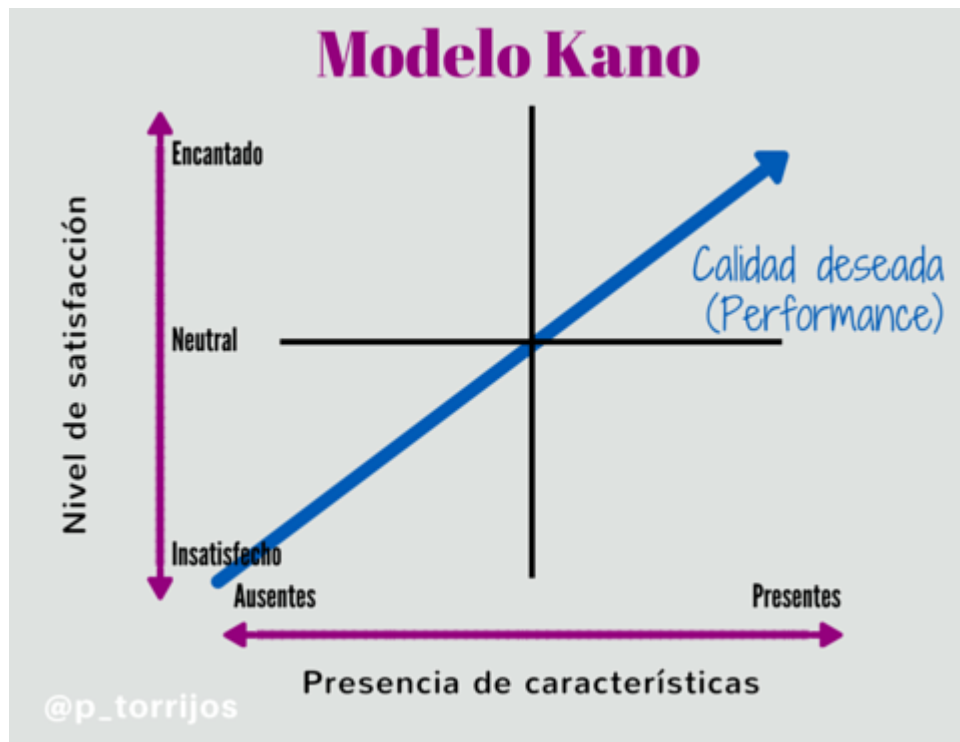 Modelo Kano
Encantado
Nivel de satisfacción
Calidad deseada
(Performance)
Neutral
Insatisfecho
Ausentes
Presentes
Presencia de características
@p_torrijos